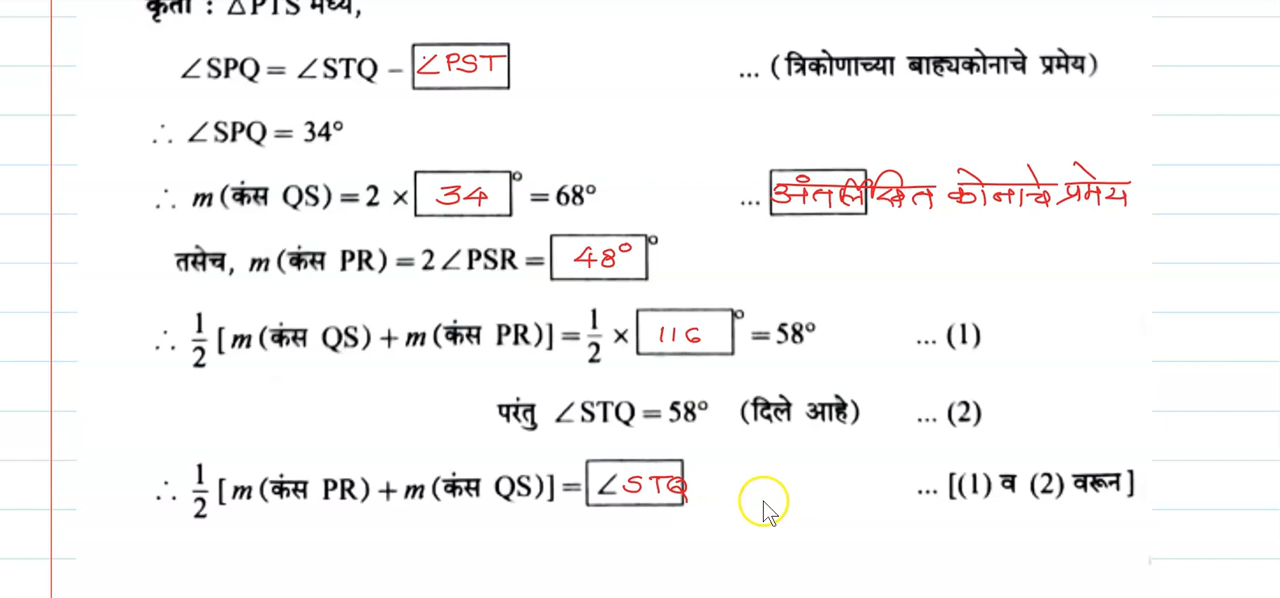 कृती : △PTS मध्ये,
∠SPQ = ∠STQ – ∠PST ... (त्रिकोणाच्या बाह्यकोनाचे प्रमेय)
∴ ∠SPQ = 34°
∴ m(कंस QS) = 2 × 34° = 68° ... अंतर्लिखित कोनाचे प्रमेय
तसेच, m(कंस PR) = 2∠PSR = 48°°
∴ 1/2 [m(कंस QS) + m(कंस PR)] = 1/2 × 116° = 58° ... (1)
परंतु ∠STQ = 58° (दिले आहे) ... (2)
∴ 1/2 [m(कंस PR) + m(कंस QS)] = ∠STQ ... [(1) व (2) वरून]